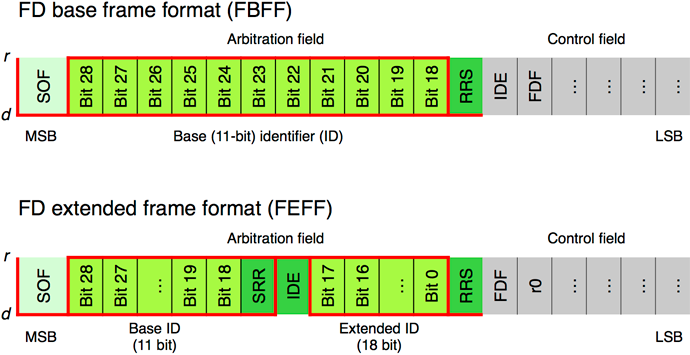 FD base frame format (FBFF)
Arbitration field Control field
r
SOF Bit 28 Bit 27 Bit 26 Bit 25 Bit 24 Bit 23 Bit 22 Bit 21 Bit 20 Bit 19 Bit 18 RRS IDE FDF ... ... ... ...
d
MSB Base (11-bit) identifier (ID) LSB
FD extended frame format (FEFF)
Arbitration field Control field
r
SOF Bit 28 Bit 27 ... Bit 19 Bit 18 SRR IDE Bit 17 Bit 16 ... Bit 0 RRS FDF r0 ... ... ... ...
d
MSB Base ID Extended ID LSB
(11 bit) (18 bit)